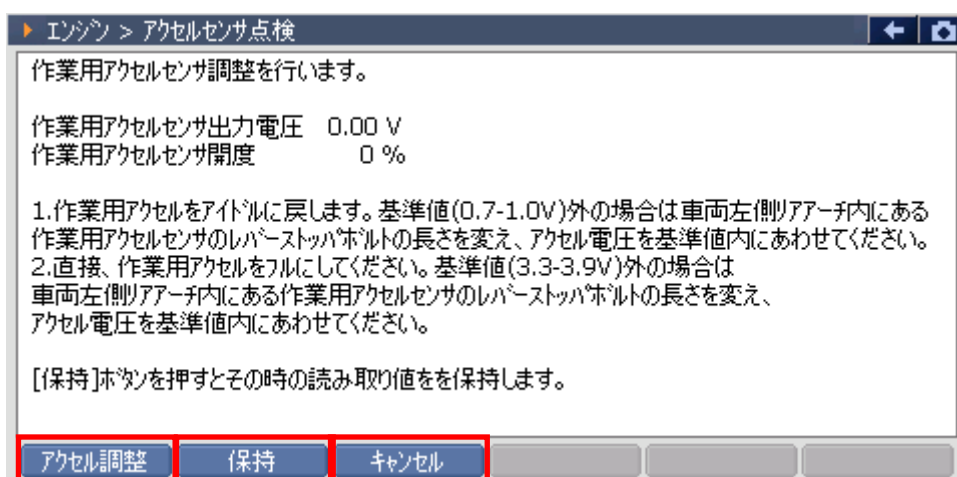 エンジン > アクセルセンサ点検
作業用アクセルセンサ調整を行います。
作業用アクセルセンサ出力電圧 0.00 V
作業用アクセルセンサ開度 0 %
1.作業用アクセルをアイドルに戻します。基準値(0.7-1.0V)外の場合は車両左側リアアーチ内にある
作業用アクセルセンサのレバーストッパボルトの長さを変え、アクセル電圧を基準値内にあわせてください。
2.直接、作業用アクセルをフルにしてください。基準値(3.3-3.9V)外の場合は
車両左側リアアーチ内にある作業用アクセルセンサのレバーストッパボルトの長さを変え、
アクセル電圧を基準値内にあわせてください。
[保持]ボタンを押すとその時の読み取り値をを保持します。
アクセル調整 保持 キャンセル